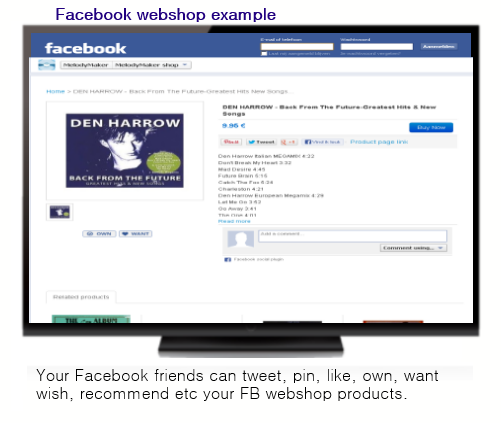 Facebook webshop example
facebook
E-mail of telefoon
Wachtwoord
Aanmelden
MelodyMaker MelodyMaker shop
Home > DEN HARROW - Back From The Future-Greatest Hits & New Songs...
DEN HARROW - Back From The Future-Greatest Hits & New
Songs
9.95 €
Buy Now
Pin it Tweet +1 Vind ik leuk Product page link
DEN HARROW
BACK FROM THE FUTURE
GREATEST HITS & NEW SONGS
Den Harrow Italian MEGAMIX 4:22
Don't Break My Heart 3:32
Mad Desire 4:45
Future Brain 5:15
Catch The Fox 5:24
Charleston 4:21
Den Harrow European Megamix 4:29
Let Me Go 3:53
Go Away 3:41
The One 4:01
Read more
OWN WANT
Add a comment...
Comment using...
Facebook social plugin
Related products
THE ALBUM
Your Facebook friends can tweet, pin, like, own, want
wish, recommend etc your FB webshop products.